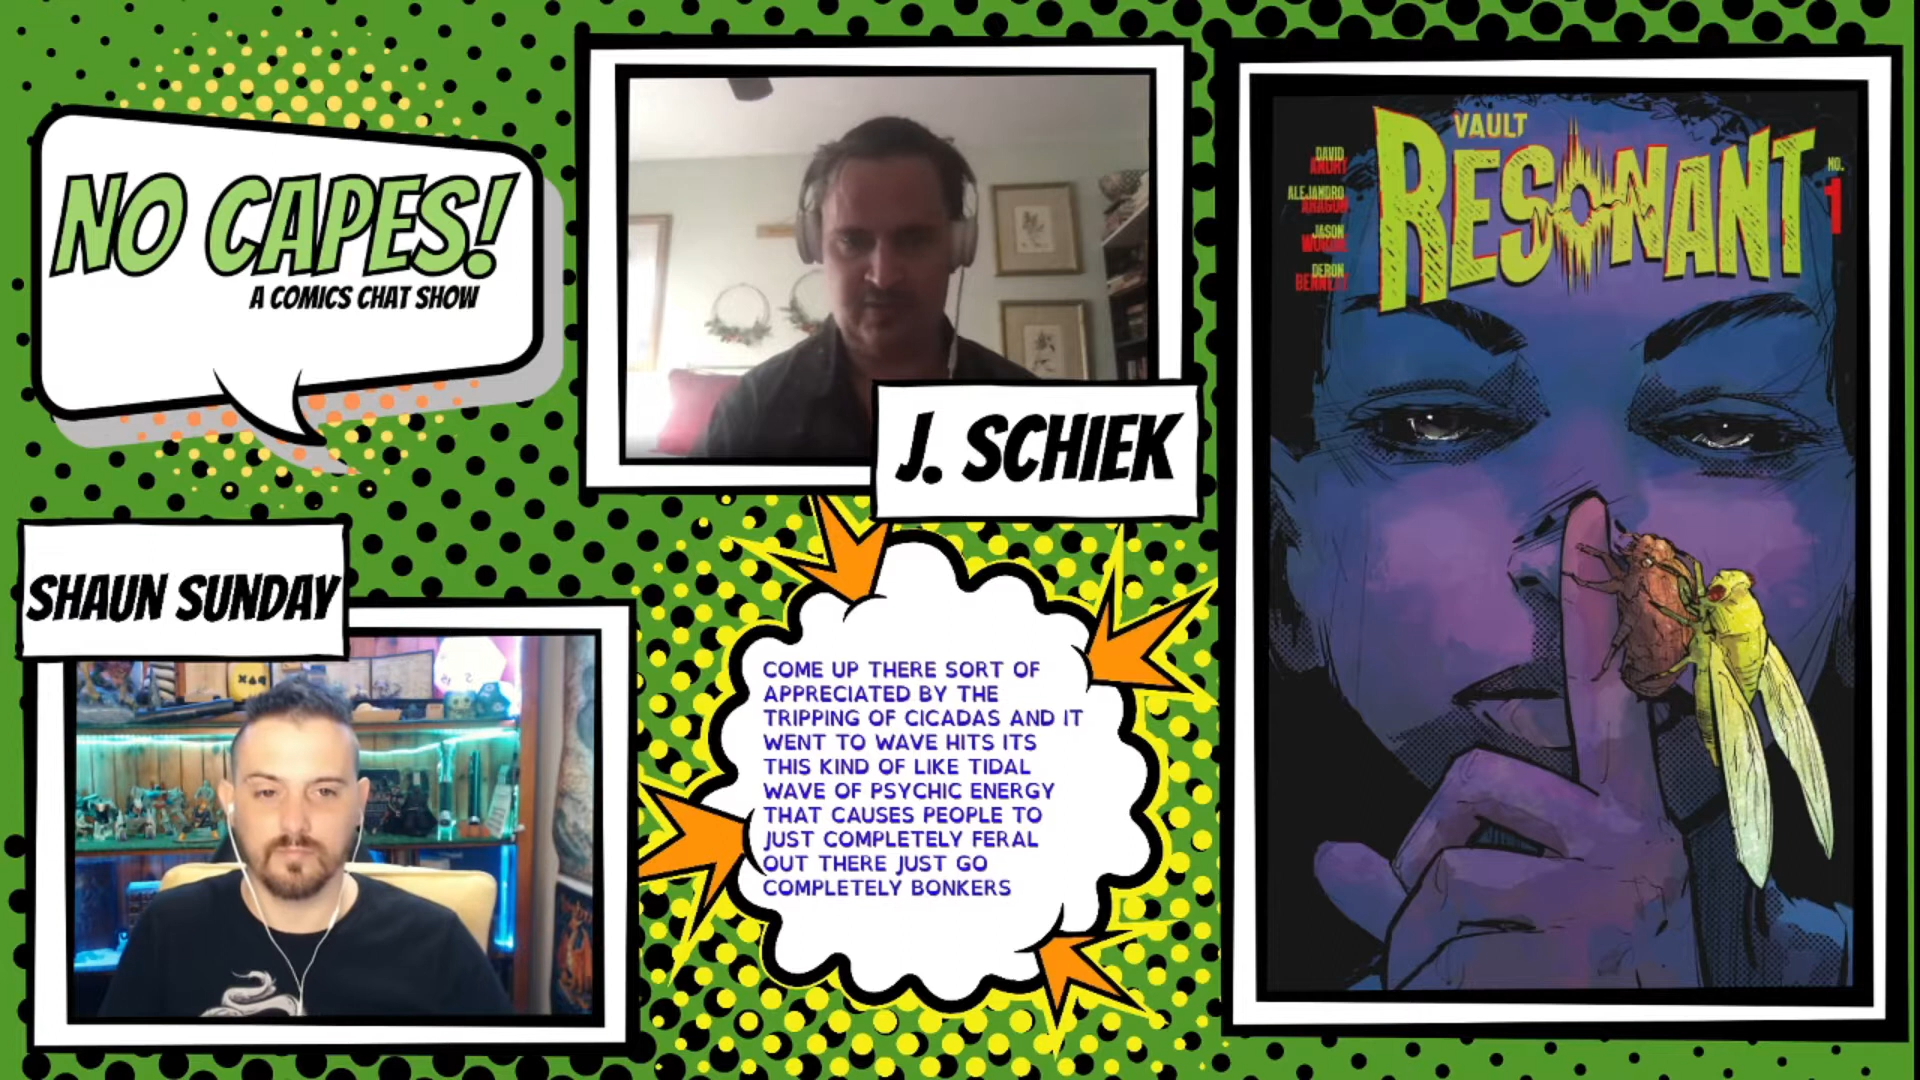 NO CAPES!
A COMICS CHAT SHOW
J. SCHIEK
SHAUN SUNDAY
COME UP THERE SORT OF
APPRECIATED BY THE
TRIPPING OF CICADAS AND IT
WENT TO WAVE HITS ITS
THIS KIND OF LIKE TIDAL
WAVE OF PSYCHIC ENERGY
THAT CAUSES PEOPLE TO
JUST COMPLETELY FERAL
OUT THERE JUST GO
COMPLETELY BONKERS
VAULT
RESONANT
DAVID
ANDRY
ALEJANDRO
ARAGON
JASON
WORDIE
DERON
BENNETT
NO.
1